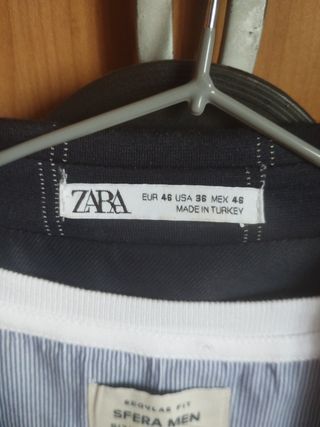 ZARA
EUR 46 USA 36 MEX 46
MADE IN TURKEY
REGULAR FIT
SFERA MEN